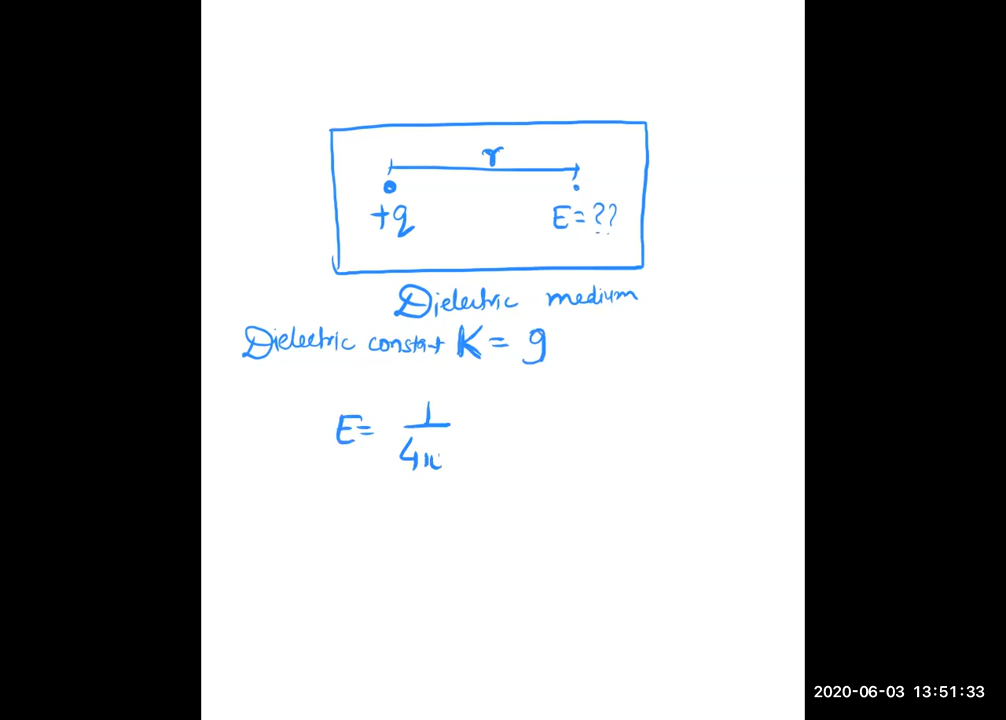 r
+q E=??
Dielectric medium
Dielectric constant K = 9
E= 1
4π
2020-06-03 13:51:33